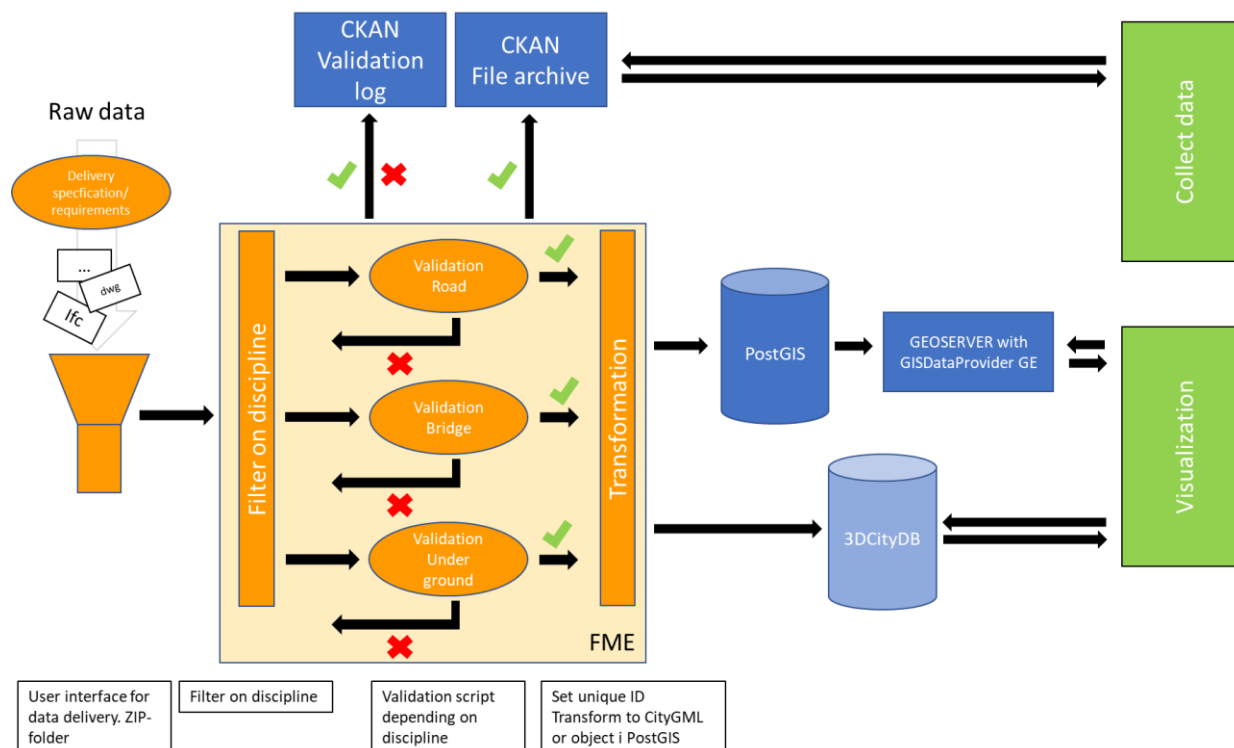 CKAN
Validation
log
CKAN
File archive
Raw data
Delivery
specfication/
requirements
...
dwg
Ifc
Filter on discipline
Validation
Road
Validation
Bridge
Validation
Under
ground
Transformation
FME
PostGIS
GEOSERVER with
GISDataProvider GE
3DCityDB
Collect data
Visualization
User interface for
data delivery. ZIP-
folder
Filter on discipline
Validation script
depending on
discipline
Set unique ID
Transform to CityGML
or object i PostGIS